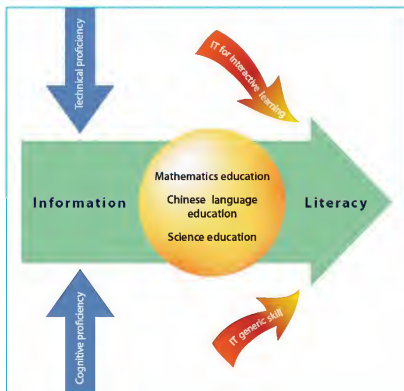 Technical proficiency
IT for interactive learning
Mathematics education
Chinese language
education
Science education
Information
Literacy
Cognitive proficiency
IT generic skill